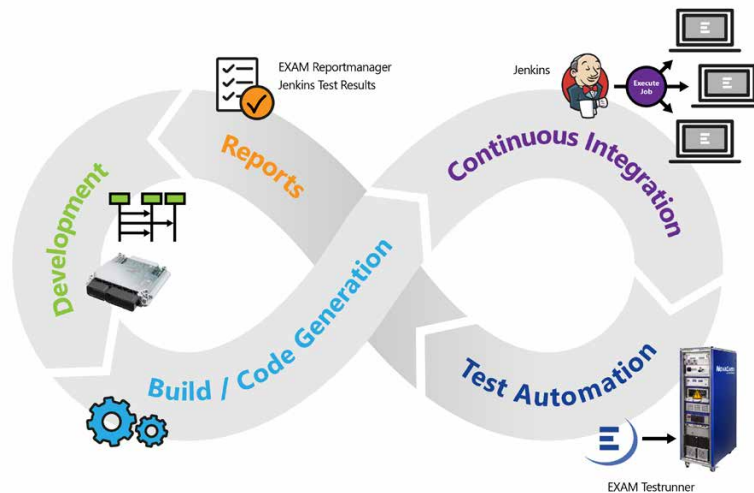 EXAM Reportmanager
Jenkins Test Results
Jenkins
Execute
Job
Reports
Continuous Integration
Development
Build / Code Generation
Test Automation
EXAM Testrunner